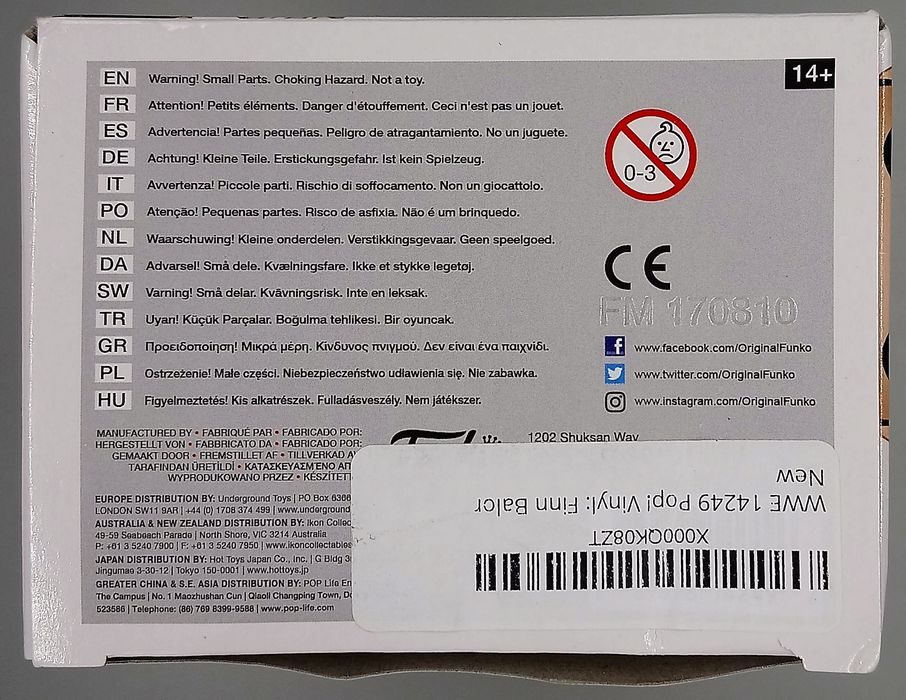 14+
EN Warning! Small Parts. Choking Hazard. Not a toy.
FR Attention! Petits éléments. Danger d'étouffement. Ceci n'est pas un jouet.
ES Advertencia! Partes pequeñas. Peligro de atragantamiento. No un juguete.
DE Achtung! Kleine Teile. Erstickungsgefahr. Ist kein Spielzeug.
IT Avvertenza! Piccole parti. Rischio di soffocamento. Non un giocattolo.
PO Atenção! Pequenas partes. Risco de asfixia. Não é um brinquedo.
NL Waarschuwing! Kleine onderdelen. Verstikkingsgevaar. Geen speelgoed.
DA Advarsel! Små dele. Kvælningsfare. Ikke et stykke legetøj.
SW Varning! Små delar. Kvävningsrisk. Inte en leksak.
TR Uyarı! Küçük Parçalar. Boğulma tehlikesi. Bir oyuncak.
GR Προειδοποίηση! Μικρά μέρη. Κίνδυνος πνιγμού. Δεν είναι ένα παιχνίδι.
PL Ostrzeżenie! Małe części. Niebezpieczeństwo udławienia się. Nie zabawka.
HU Figyelmeztetés! Kis alkatrészek. Fulladásveszély. Nem játékszer.
0-3
CE
FM 170810
www.facebook.com/OriginalFunko
www.twitter.com/OriginalFunko
www.instagram.com/OriginalFunko
MANUFACTURED BY • FABRIQUÉ PAR • FABRICADO POR:
HERGESTELLT VON • FABBRICATO DA • FABRICADO POR:
GEMAAKT DOOR • FREMSTILLET AF • TILLVERKAD
TARAFINDAN ÜRETİLDİ • ΚΑΤΑΣΚΕΥΑΣΜΈΝΟ ΑΠ
WYPRODUKOWANO PRZEZ • KÉSZÍTETT
1202 Shuksan Way
EUROPE DISTRIBUTION BY: Underground Toys | PO Box 6366
LONDON SW11 9AR | +44 (0) 1708 374 499 | www.underground
AUSTRALIA & NEW ZEALAND DISTRIBUTION BY: Ikon Collec
49-59 Seabeach Parade | North Shore, VIC 3214 Australia
P: +61 3 5240 7900 | F: +61 3 5240 7950 | www.ikoncollectables
JAPAN DISTRIBUTION BY: Hot Toys Japan Co., Inc. | G Bldg
Jingumae 3-30-12 | Tokyo 150-0001 | www.hottoys.jp
GREATER CHINA & S.E. ASIA DISTRIBUTION BY: POP Life En
The Campus | No. 1 Maozhushan Cun | Qiaoli Changping Town, Do
523586 | Telephone: (86) 769 8399-9588 | www.pop-life.com
X000QK08ZT
WWE 14249 Pop! Vinyl: Finn Balor
New